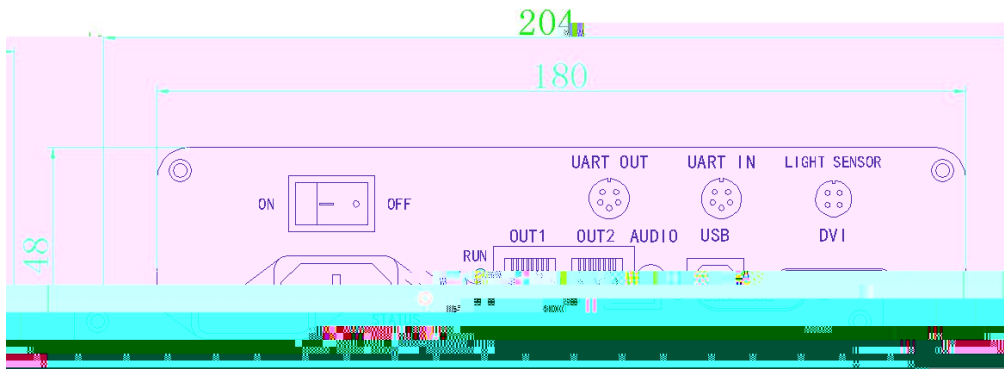 204
180
UART OUT UART IN LIGHT SENSOR
ON OFF
48
OUT1 OUT2 AUDIO USB DVI
RUN
STATUS